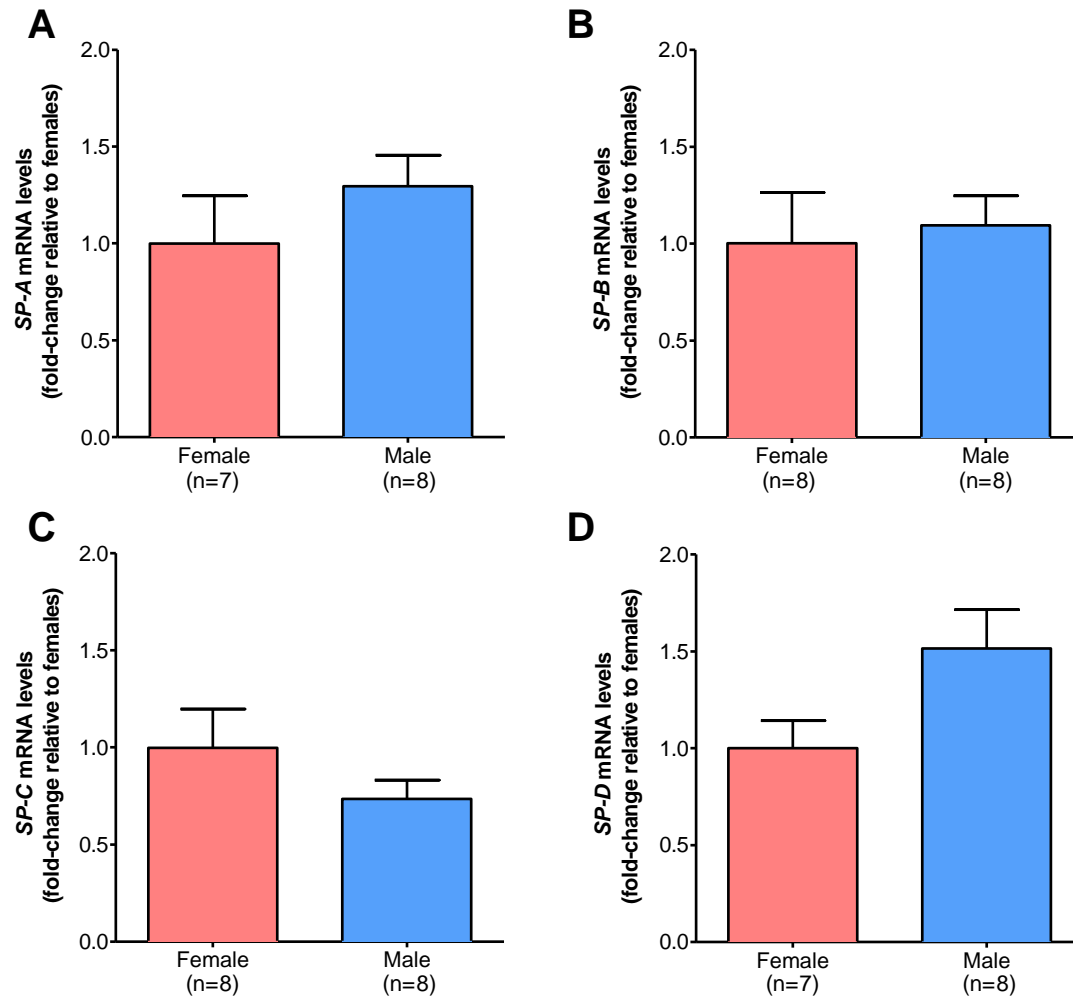 A
SP-A mRNA levels
(fold-change relative to females)
2.0
1.5
1.0
0.5
0.0
Female
(n=7)
Male
(n=8)
B
SP-B mRNA levels
(fold-change relative to females)
2.0
1.5
1.0
0.5
0.0
Female
(n=8)
Male
(n=8)
C
SP-C mRNA levels
(fold-change relative to females)
2.0
1.5
1.0
0.5
0.0
Female
(n=8)
Male
(n=8)
D
SP-D mRNA levels
(fold-change relative to females)
2.0
1.5
1.0
0.5
0.0
Female
(n=7)
Male
(n=8)